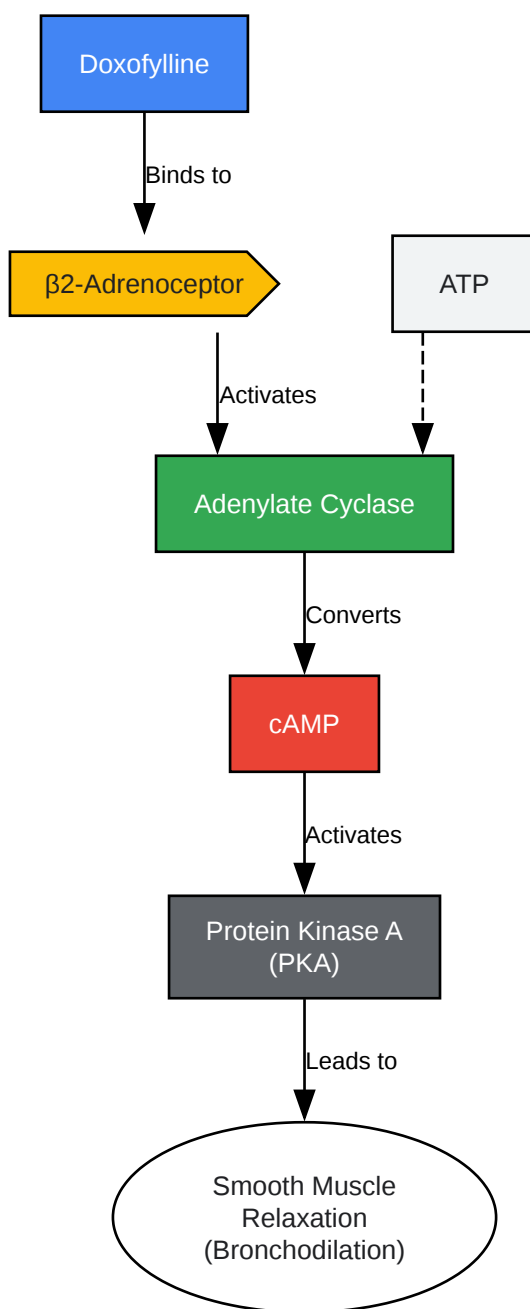 Doxofylline
Binds to
β2-Adrenoceptor
ATP
Activates
Adenylate Cyclase
Converts
cAMP
Activates
Protein Kinase A
(PKA)
Leads to
Smooth Muscle
Relaxation
(Bronchodilation)